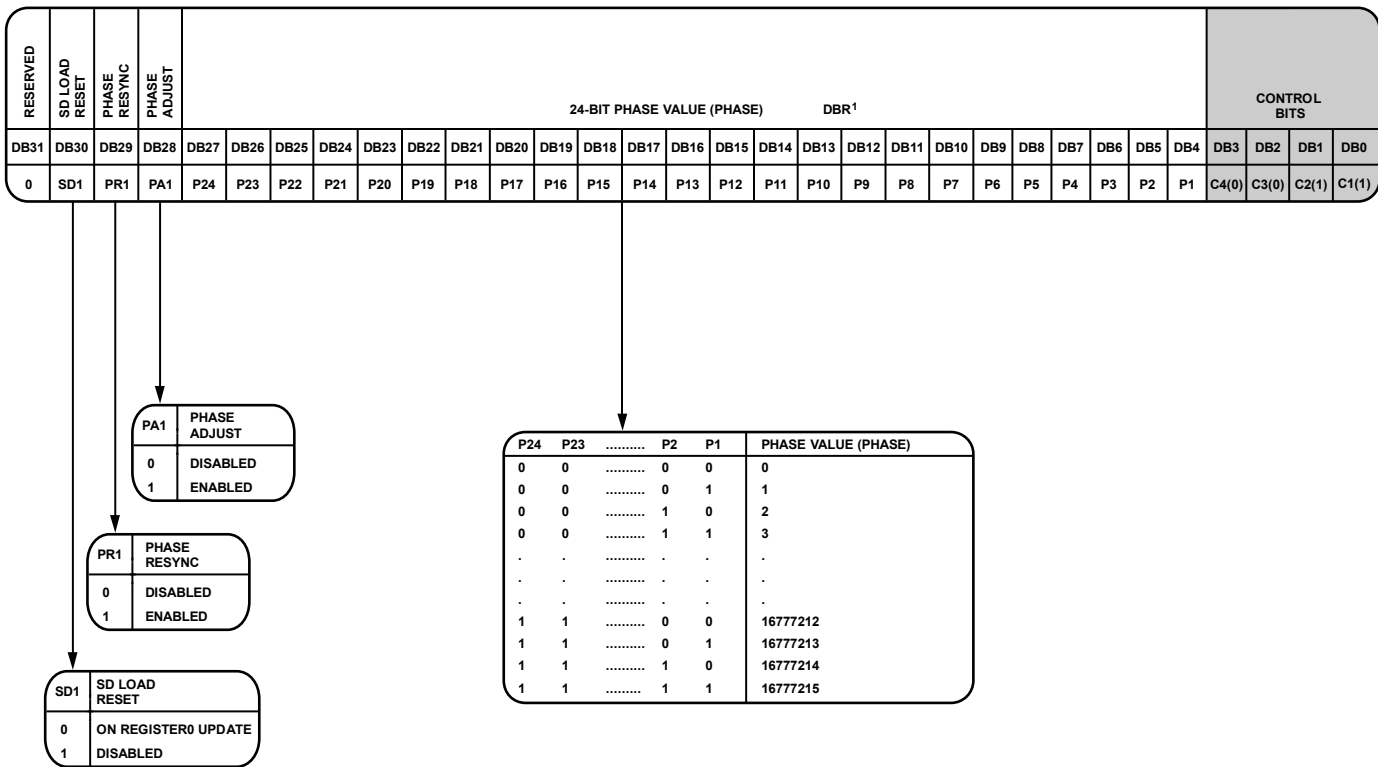 RESERVED
SD LOAD
RESET
PHASE
RESYNC
PHASE
ADJUST
24-BIT PHASE VALUE (PHASE) DBR1
CONTROL
BITS
DB31 DB30 DB29 DB28 DB27 DB26 DB25 DB24 DB23 DB22 DB21 DB20 DB19 DB18 DB17 DB16 DB15 DB14 DB13 DB12 DB11 DB10 DB9 DB8 DB7 DB6 DB5 DB4 DB3 DB2 DB1 DB0
0 SD1 PR1 PA1 P24 P23 P22 P21 P20 P19 P18 P17 P16 P15 P14 P13 P12 P11 P10 P9 P8 P7 P6 P5 P4 P3 P2 P1 C4(0) C3(0) C2(1) C1(1)
PA1 PHASE
ADJUST
0 DISABLED
1 ENABLED
PR1 PHASE
RESYNC
0 DISABLED
1 ENABLED
SD1 SD LOAD
RESET
0 ON REGISTER0 UPDATE
1 DISABLED
P24 P23 .......... P2 P1 PHASE VALUE (PHASE)
0 0 .......... 0 0 0
0 0 .......... 0 1 1
0 0 .......... 1 0 2
0 0 .......... 1 1 3
. . .......... . . .
. . .......... . . .
. . .......... . . .
1 1 .......... 0 0 16777212
1 1 .......... 0 1 16777213
1 1 .......... 1 0 16777214
1 1 ......... 1 1 16777215